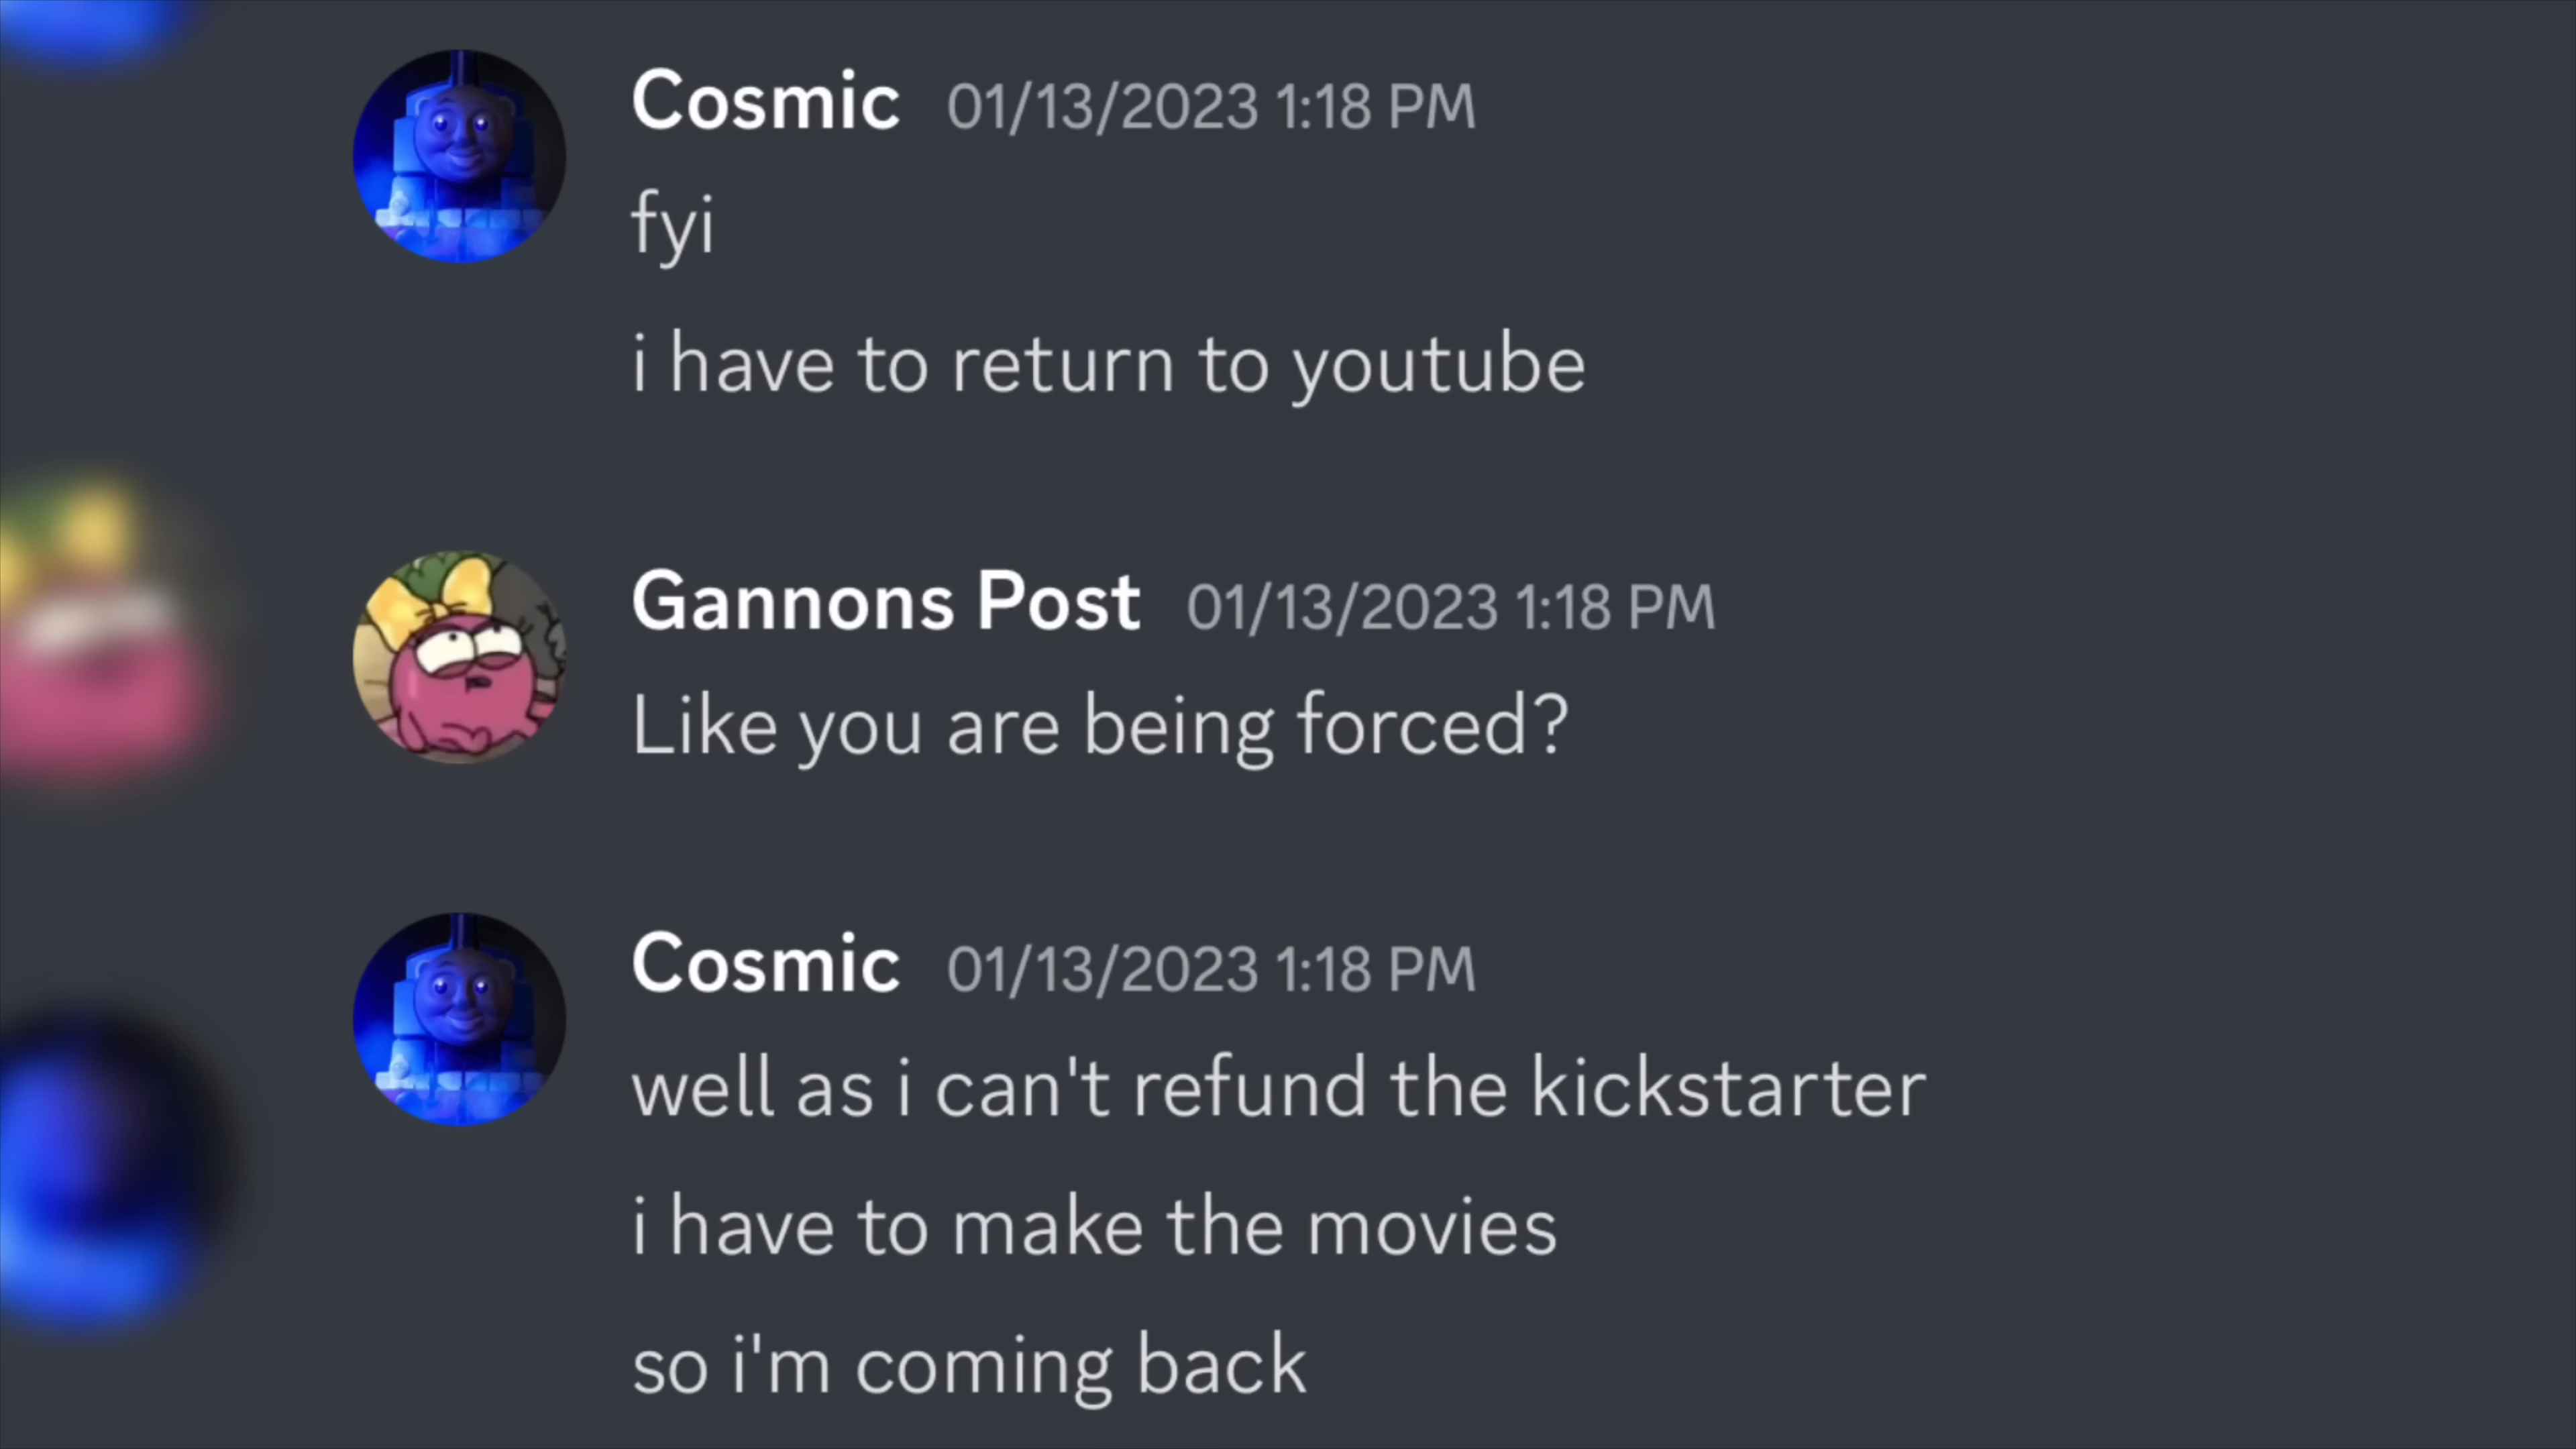 Cosmic 01/13/2023 1:18 PM
fyi
i have to return to youtube
Gannons Post 01/13/2023 1:18 PM
Like you are being forced?
Cosmic 01/13/2023 1:18 PM
well as i can't refund the kickstarter
i have to make the movies
so i'm coming back